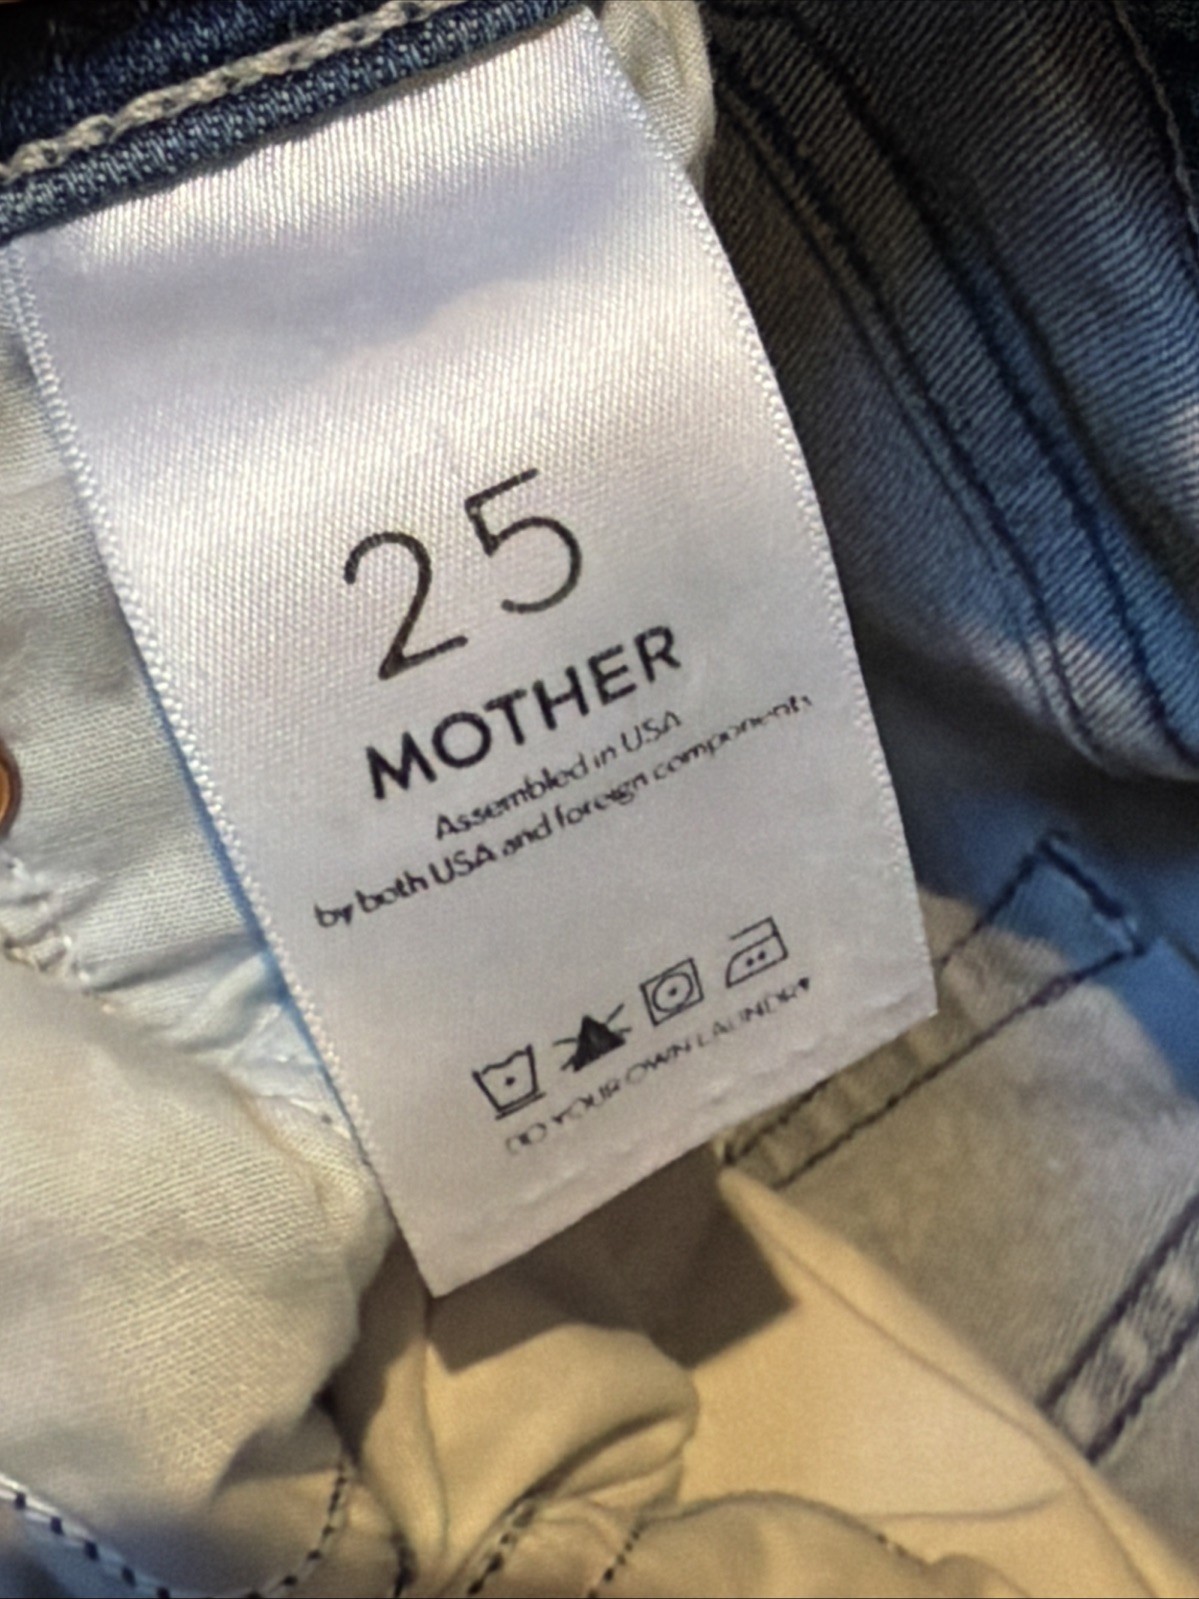 25
MOTHER
Assembled in USA
by both USA and foreign components
DO YOUR OWN LAUNDRY